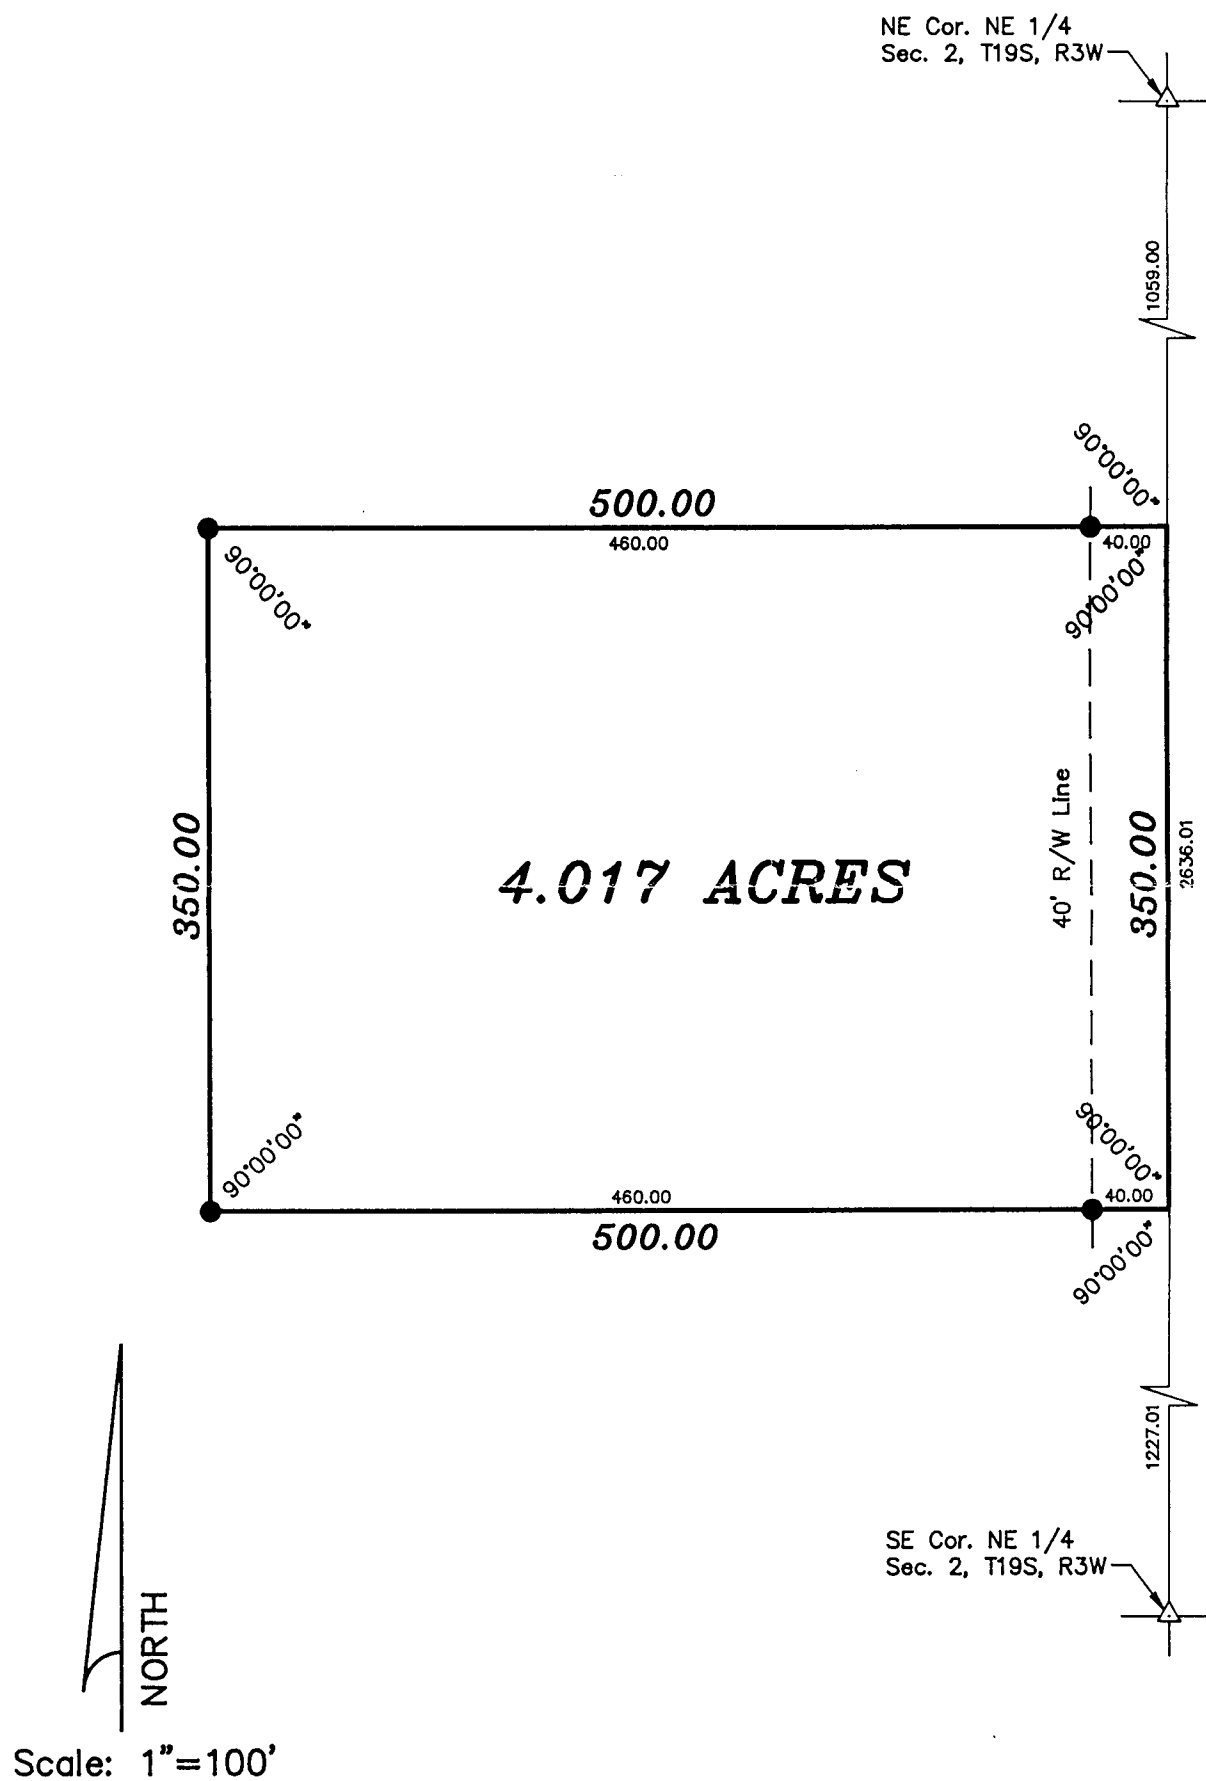 NE Cor. NE 1/4
Sec. 2, T19S, R3W
1059.00
90°00'00"
500.00
460.00
40.00
90°00'00"
90°00'00"
350.00
4.017 ACRES
40' R/W Line
350.00
2636.01
90°00'00"
90°00'00"
460.00
40.00
500.00
90°00'00"
1227.01
SE Cor. NE 1/4
Sec. 2, T19S, R3W
NORTH
Scale: 1"=100'